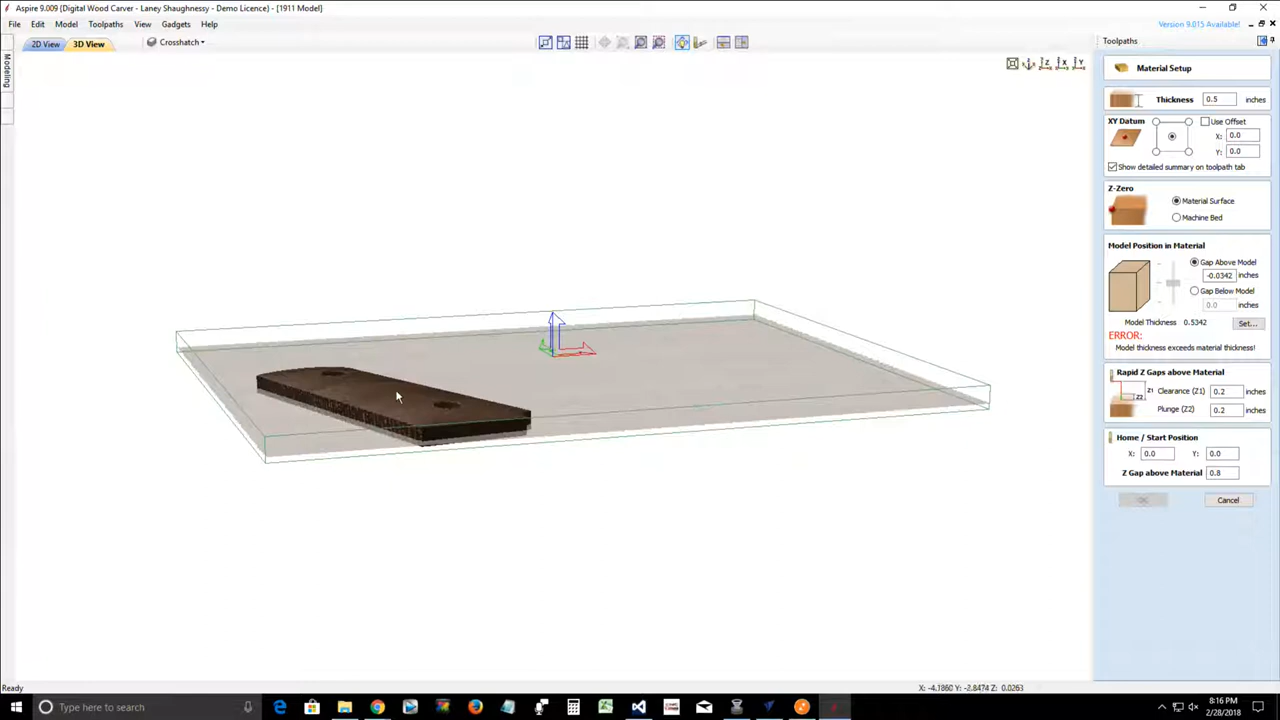 Aspire 9.009 {Digital Wood Carver - Laney Shaughnessy - Demo Licence} - [1911 Model]
File Edit Model Toolpaths View Gadgets Help
Version 9.015 Available!
2D View 3D View Crosshatch
Modeling
Toolpaths
Material Setup
Thickness 0.5 inches
XY Datum
Use Offset
X: 0.0
Y: 0.0
Show detailed summary on toolpath tab
Z-Zero
Material Surface
Machine Bed
Model Position in Material
Gap Above Model
-0.0342 inches
Gap Below Model
0.0 inches
Model Thickness 0.5342 Set...
ERROR:
Model thickness exceeds material thickness!
Rapid Z Gaps above Material
Z1
Z2
Clearance (Z1) 0.2 inches
Plunge (Z2) 0.2 inches
Home / Start Position
X: 0.0 Y: 0.0
Z Gap above Material 0.8
Cancel
Z X Y
Ready
X: -4.1860 Y: -2.8474 Z: 0.0263
Type here to search
8:16 PM
2/28/2018